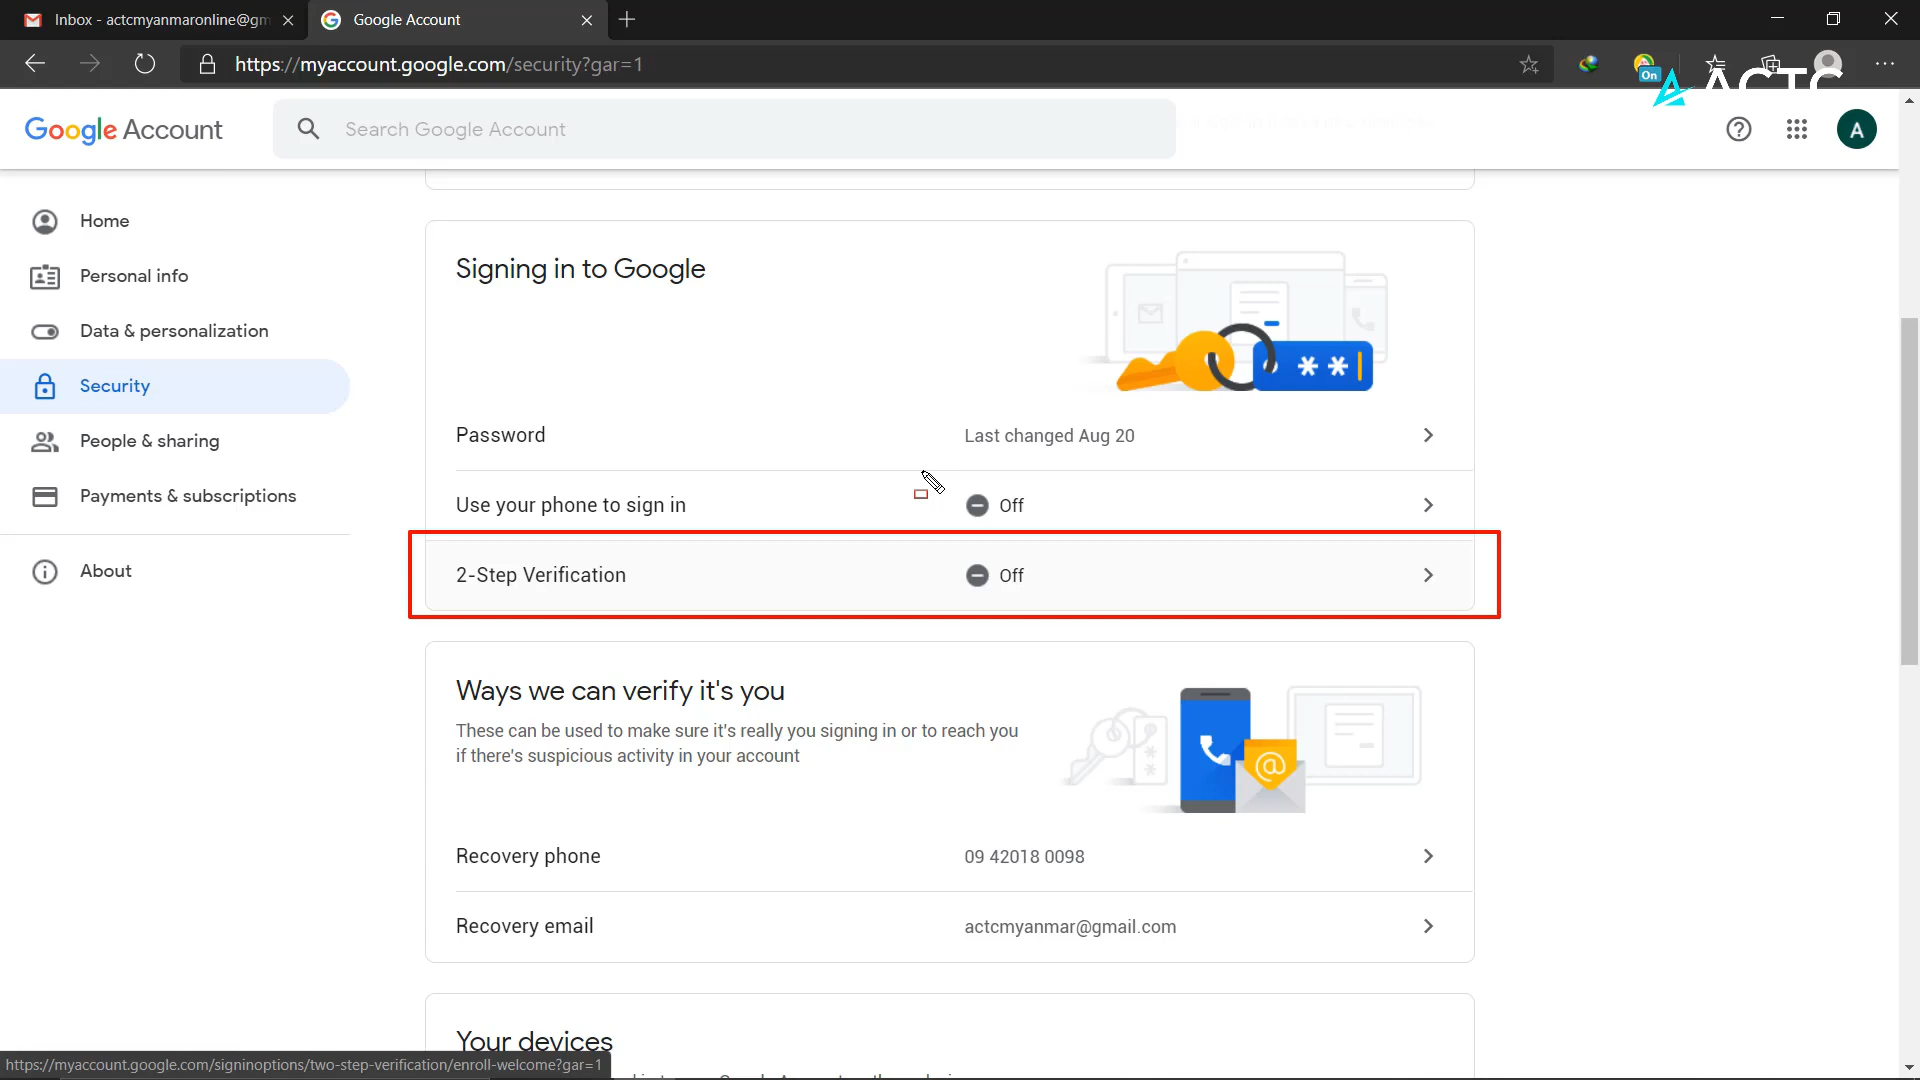 Inbox - actcmyanmaronline@gm
Google Account
https://myaccount.google.com/security?gar=1
On
ACTC
Google Account
Search Google Account
A
Home
Personal info
Data & personalization
Security
People & sharing
Payments & subscriptions
About
Signing in to Google
**
Password
Last changed Aug 20
Use your phone to sign in
Off
2-Step Verification
Off
Ways we can verify it's you
These can be used to make sure it's really you signing in or to reach you
if there's suspicious activity in your account
@
Recovery phone
09 42018 0098
Recovery email
actcmyanmar@gmail.com
Your devices
https://myaccount.google.com/signinoptions/two-step-verification/enroll-welcome?gar=1